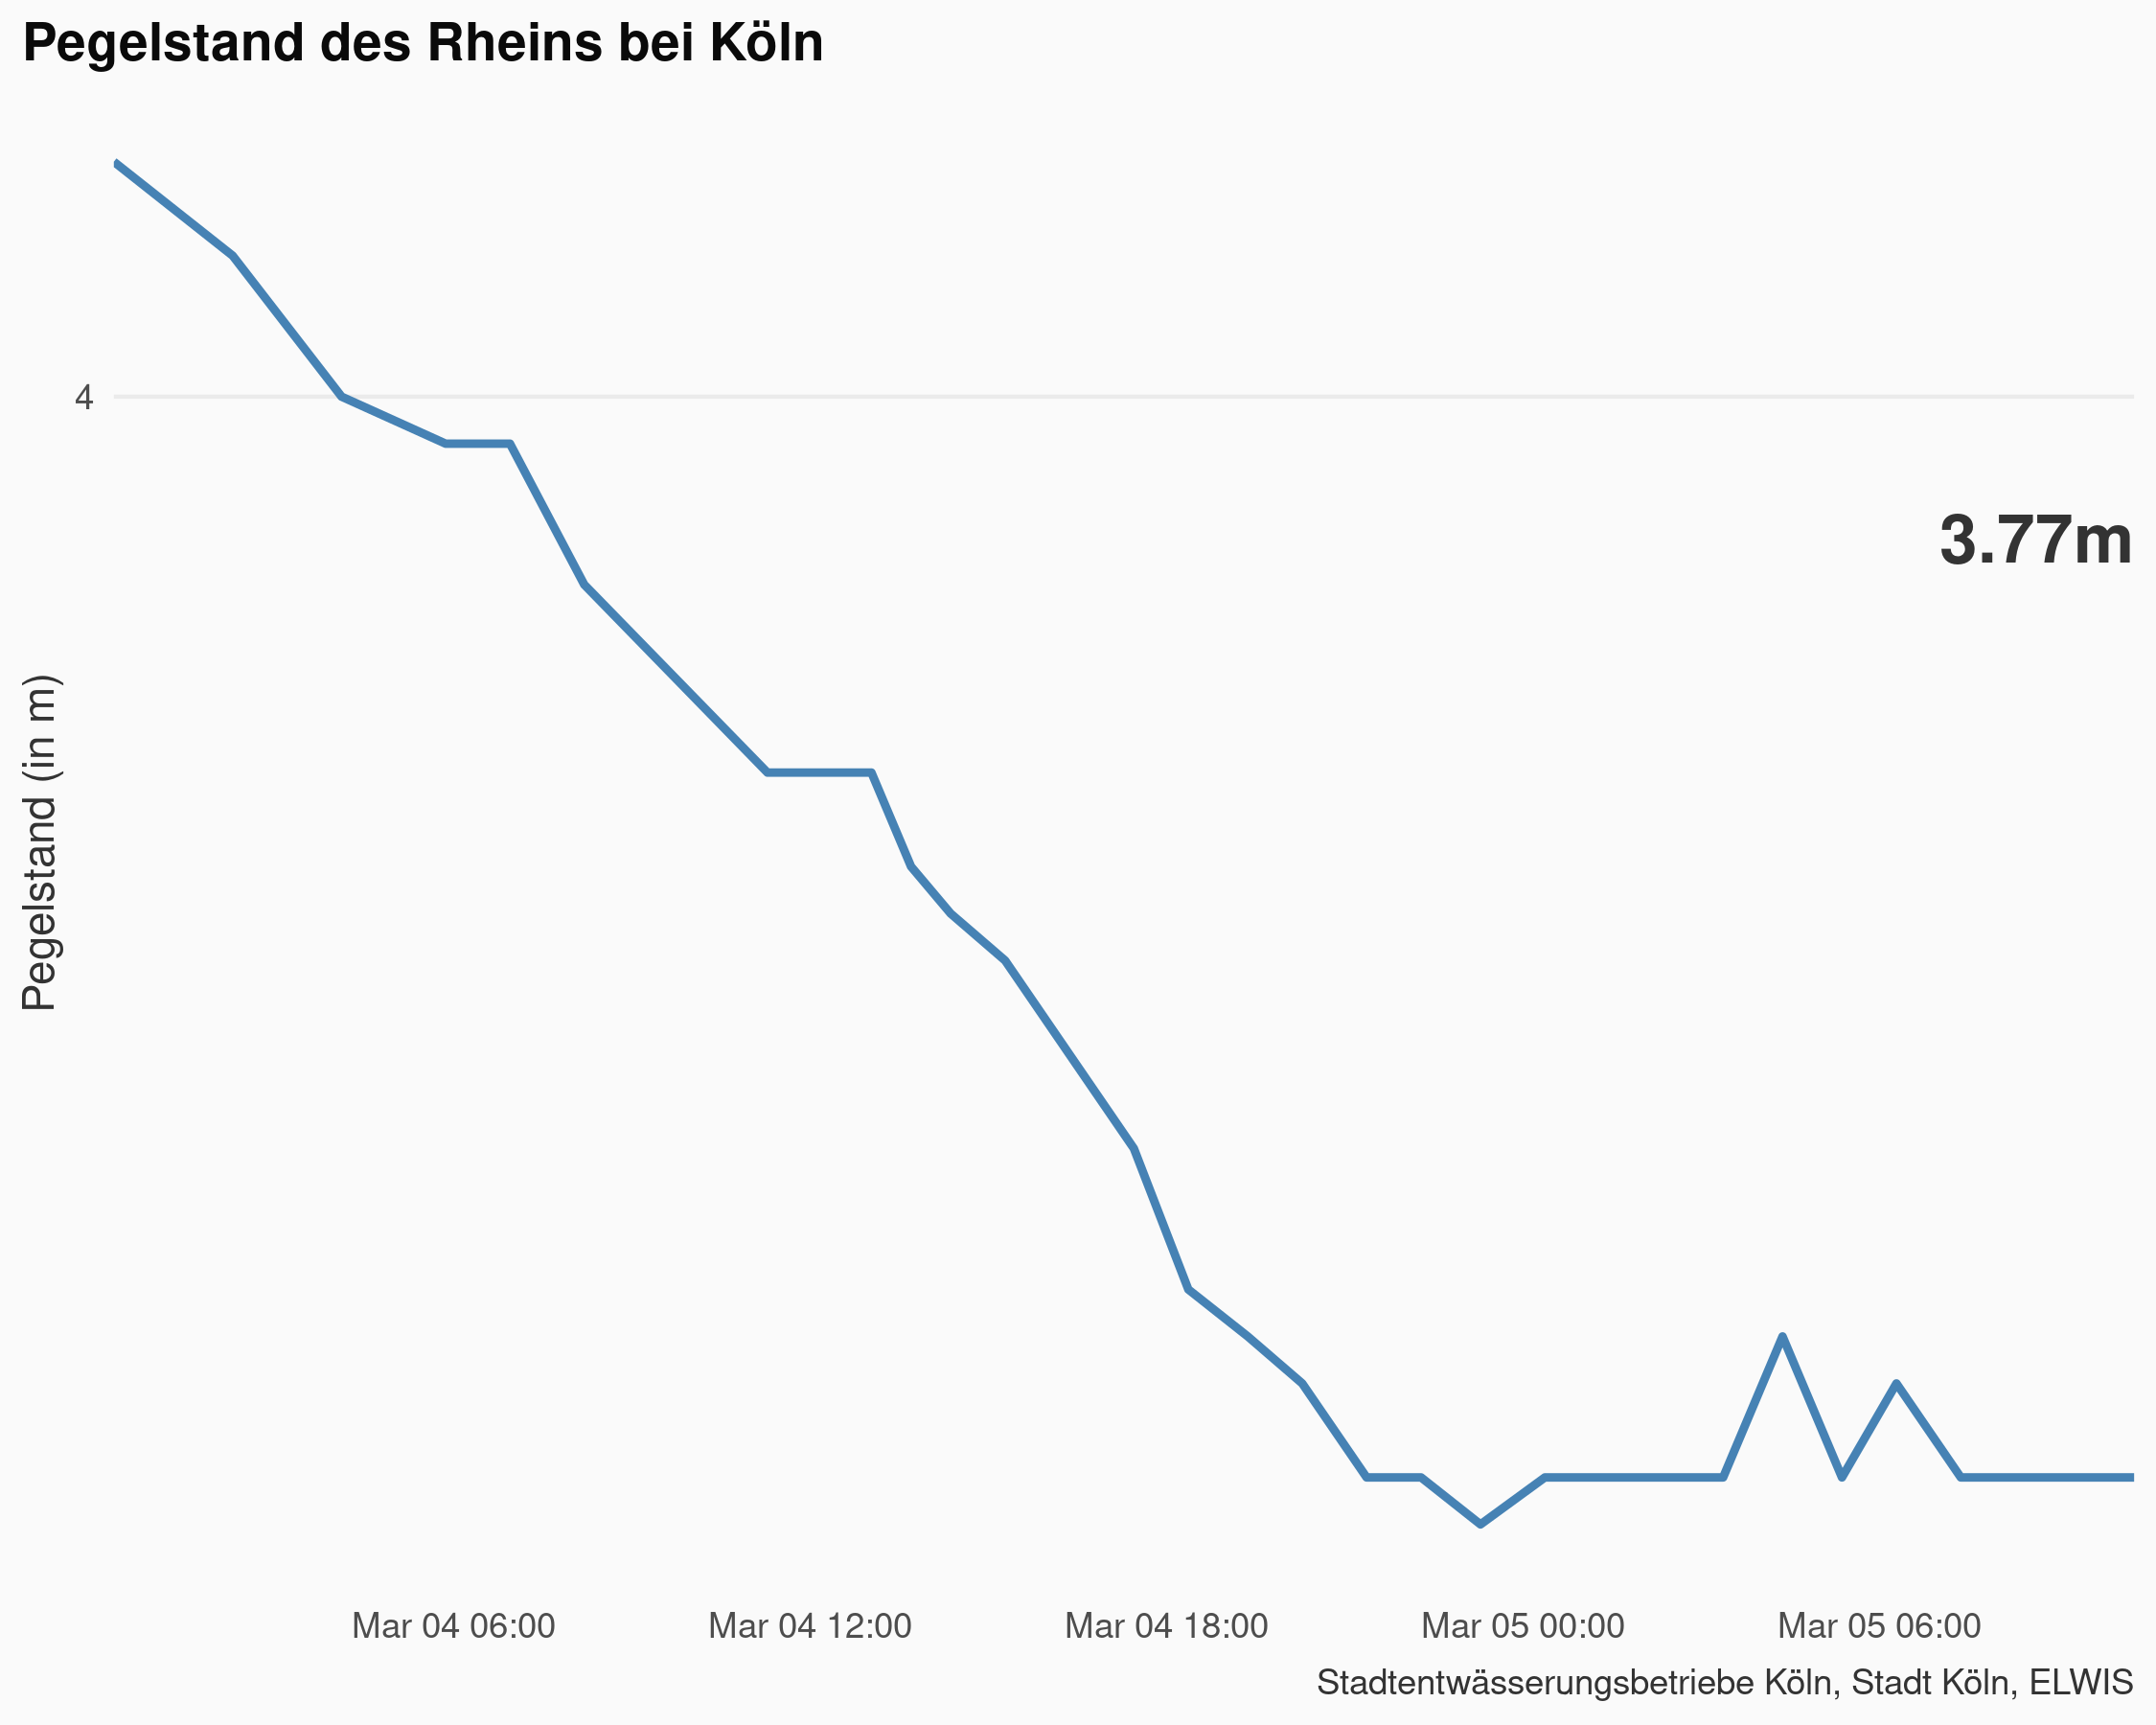 Pegelstand des Rheins bei Köln
4
3.77m
Pegelstand (in m)
Mar 04 06:00
Mar 04 12:00
Mar 04 18:00
Mar 05 00:00
Mar 05 06:00
Stadtentwässerungsbetriebe Köln, Stadt Köln, ELWIS